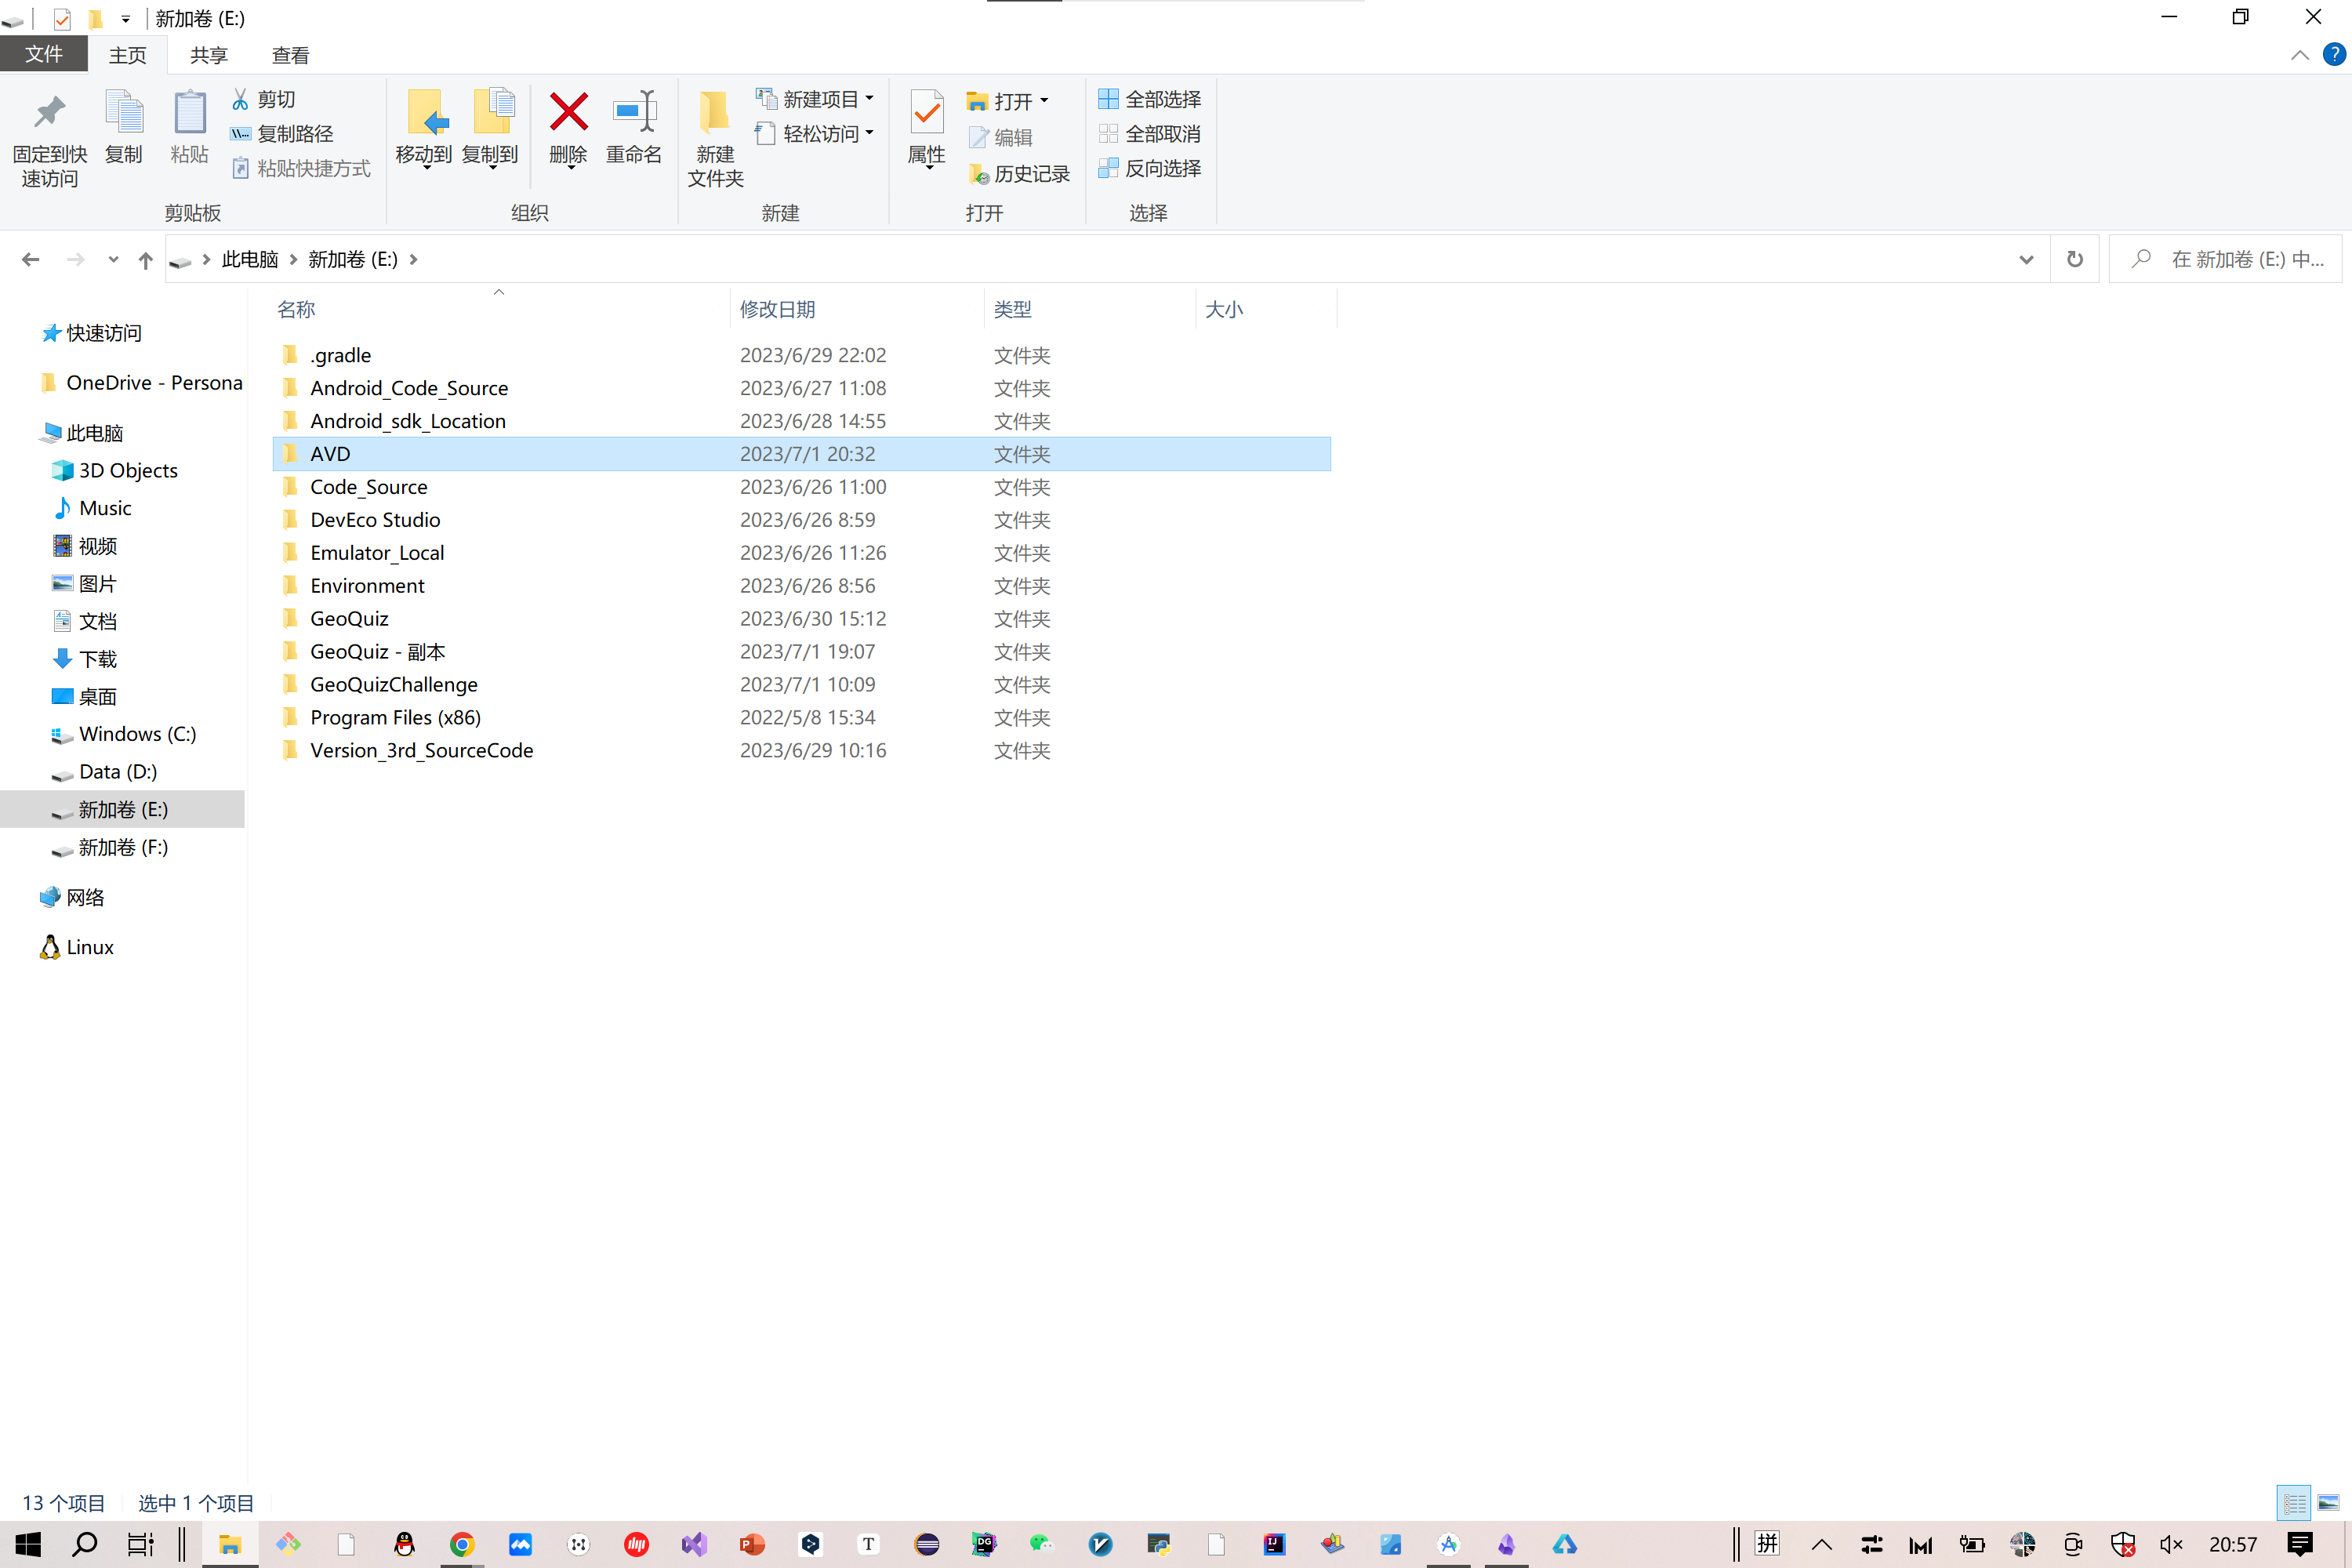 新加卷 (E:)
文件 主页 共享 查看
固定到快速访问
复制
粘贴
剪切
复制路径
粘贴快捷方式
剪贴板
移动到
复制到
删除
重命名
组织
新建
文件夹
新建项目
轻松访问
新建
属性
打开
编辑
历史记录
打开
全部选择
全部取消
反向选择
选择
此电脑 新加卷 (E:)
在 新加卷 (E:) 中...
名称 修改日期 类型 大小
快速访问
OneDrive - Persona
此电脑
3D Objects
Music
视频
图片
文档
下载
桌面
Windows (C:)
Data (D:)
新加卷 (E:)
新加卷 (F:)
网络
Linux
.gradle 2023/6/29 22:02 文件夹
Android_Code_Source 2023/6/27 11:08 文件夹
Android_sdk_Location 2023/6/28 14:55 文件夹
AVD 2023/7/1 20:32 文件夹
Code_Source 2023/6/26 11:00 文件夹
DevEco Studio 2023/6/26 8:59 文件夹
Emulator_Local 2023/6/26 11:26 文件夹
Environment 2023/6/26 8:56 文件夹
GeoQuiz 2023/6/30 15:12 文件夹
GeoQuiz - 副本 2023/7/1 19:07 文件夹
GeoQuizChallenge 2023/7/1 10:09 文件夹
Program Files (x86) 2022/5/8 15:34 文件夹
Version_3rd_SourceCode 2023/6/29 10:16 文件夹
13 个项目 选中 1 个项目
拼 20:57